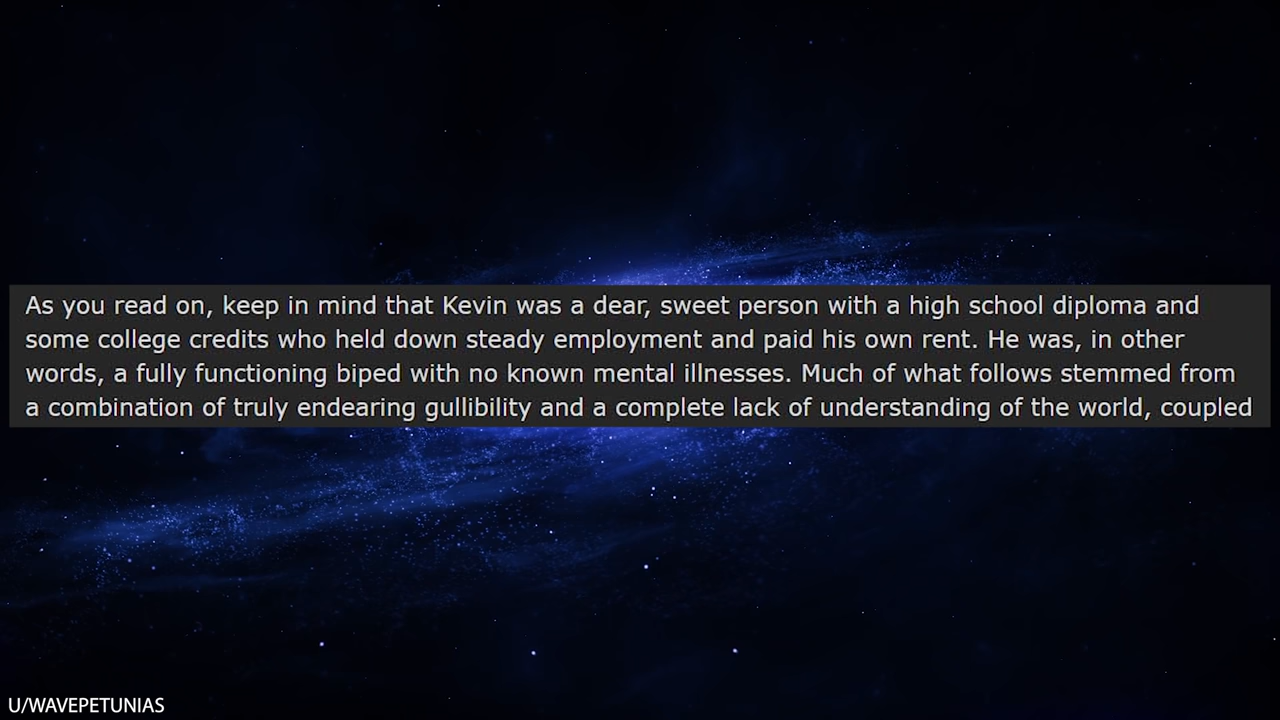 As you read on, keep in mind that Kevin was a dear, sweet person with a high school diploma and
some college credits who held down steady employment and paid his own rent. He was, in other
words, a fully functioning biped with no known mental illnesses. Much of what follows stemmed from
a combination of truly endearing gullibility and a complete lack of understanding of the world, coupled
U/WAVEPETUNIAS